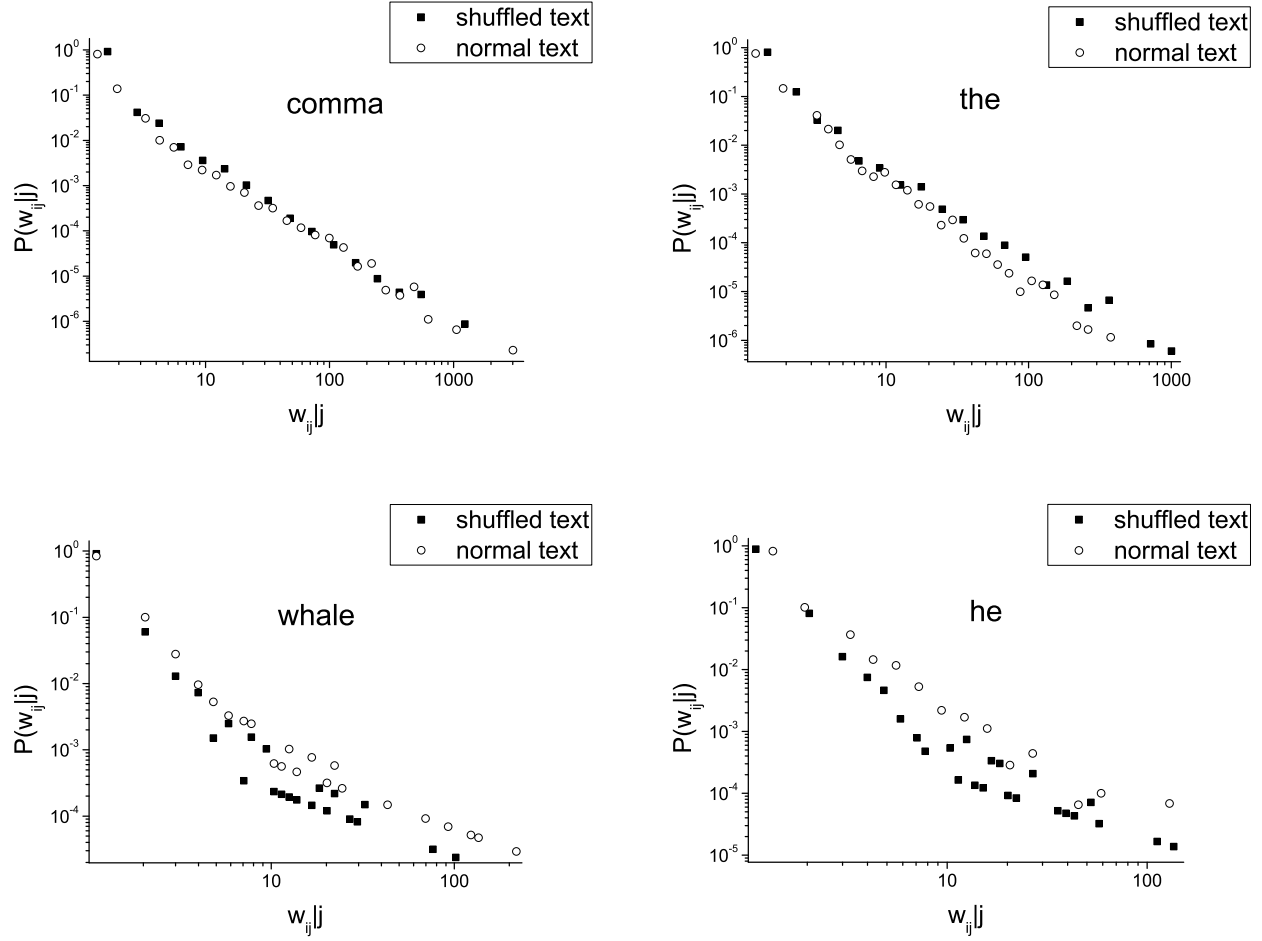 shuffled text
normal text
comma
10^0
10^-1
10^-2
10^-3
10^-4
10^-5
10^-6
P(w_ij|j)
10 100 1000
w_ij|j
shuffled text
normal text
the
10^0
10^-1
10^-2
10^-3
10^-4
10^-5
10^-6
P(w_ij|j)
10 100 1000
w_ij|j
shuffled text
normal text
whale
10^0
10^-1
10^-2
10^-3
10^-4
P(w_ij|j)
10 100
w_ij|j
shuffled text
normal text
he
10^0
10^-1
10^-2
10^-3
10^-4
10^-5
P(w_ij|j)
10 100
w_ij|j